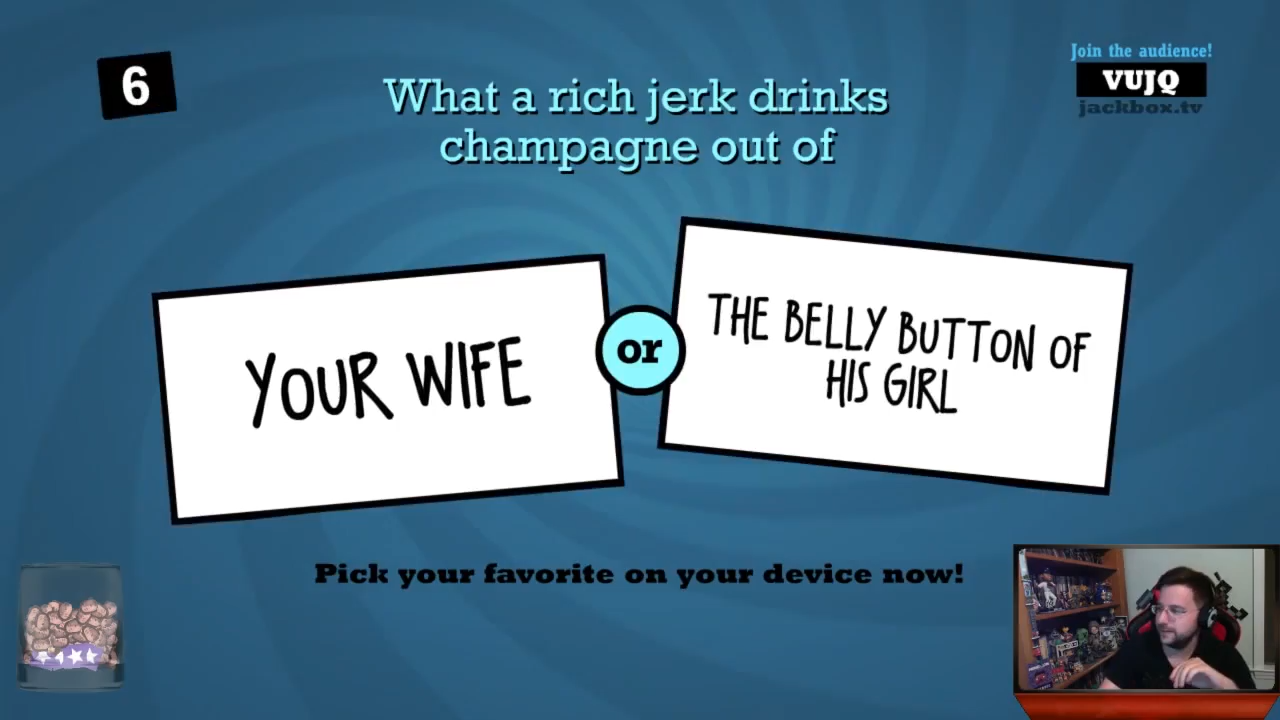 6
What a rich jerk drinks
champagne out of
Join the audience!
VUJQ
jackbox.tv
YOUR WIFE
or
THE BELLY BUTTON OF
HIS GIRL
Pick your favorite on your device now!